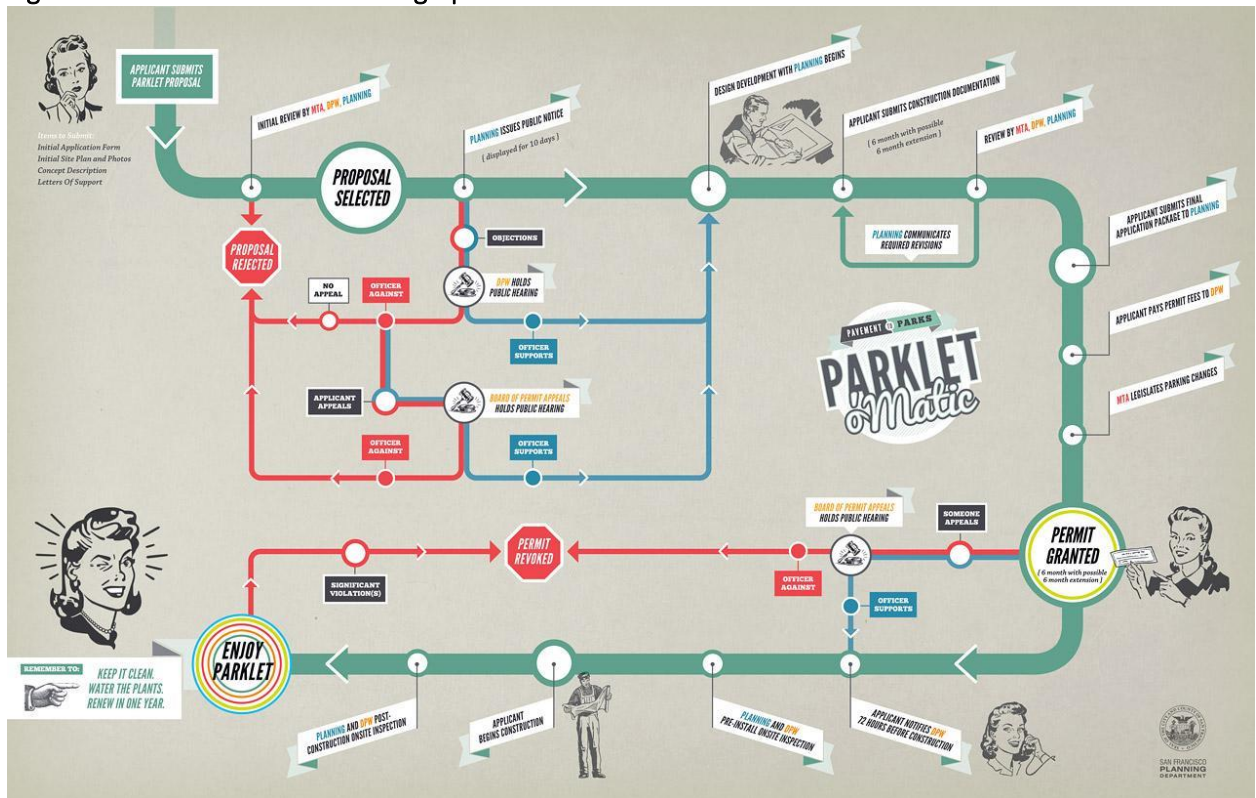 APPLICANT SUBMITS
PARKLET PROPOSAL
Items to Submit:
Initial Application Form
Initial Site Plan and Photos
Concept Description
Letters Of Support
INITIAL REVIEW BY MTA, DPW, PLANNING
PROPOSAL
SELECTED
PLANNING ISSUES PUBLIC NOTICE
( displayed for 10 days )
DESIGN DEVELOPMENT WITH PLANNING BEGINS
APPLICANT SUBMITS CONSTRUCTION DOCUMENTATION
( 6 month with possible
6 month extension )
REVIEW BY MTA, DPW, PLANNING
PLANNING COMMUNICATES
REQUIRED REVISIONS
APPLICANT SUBMITS FINAL
APPLICATION PACKAGE TO PLANNING
APPLICANT PAYS PERMIT FEES TO DPW
MTA LEGISLATES PARKING CHANGES
PROPOSAL
REJECTED
OBJECTIONS
DPW HOLDS
PUBLIC HEARING
NO
APPEAL
OFFICER
AGAINST
OFFICER
SUPPORTS
APPLICANT
APPEALS
BOARD OF PERMIT APPEALS
HOLDS PUBLIC HEARING
OFFICER
AGAINST
OFFICER
SUPPORTS
PAVEMENT TO PARKS
PARKLET
O'Matic
PERMIT
GRANTED
( 6 month with possible
6 month extension )
SOMEONE
APPEALS
BOARD OF PERMIT APPEALS
HOLDS PUBLIC HEARING
OFFICER
AGAINST
OFFICER
SUPPORTS
PERMIT
REVOKED
SIGNIFICANT
VIOLATION(S)
ENJOY
PARKLET
REMEMBER TO:
KEEP IT CLEAN.
WATER THE PLANTS.
RENEW IN ONE YEAR.
PLANNING AND DPW POST-
CONSTRUCTION ONSITE INSPECTION
APPLICANT
BEGINS CONSTRUCTION
PLANNING AND DPW
PRE-INSTALL ONSITE INSPECTION
APPLICANT NOTIFIES DPW
72 HOURS BEFORE CONSTRUCTION
SAN FRANCISCO
PLANNING
DEPARTMENT